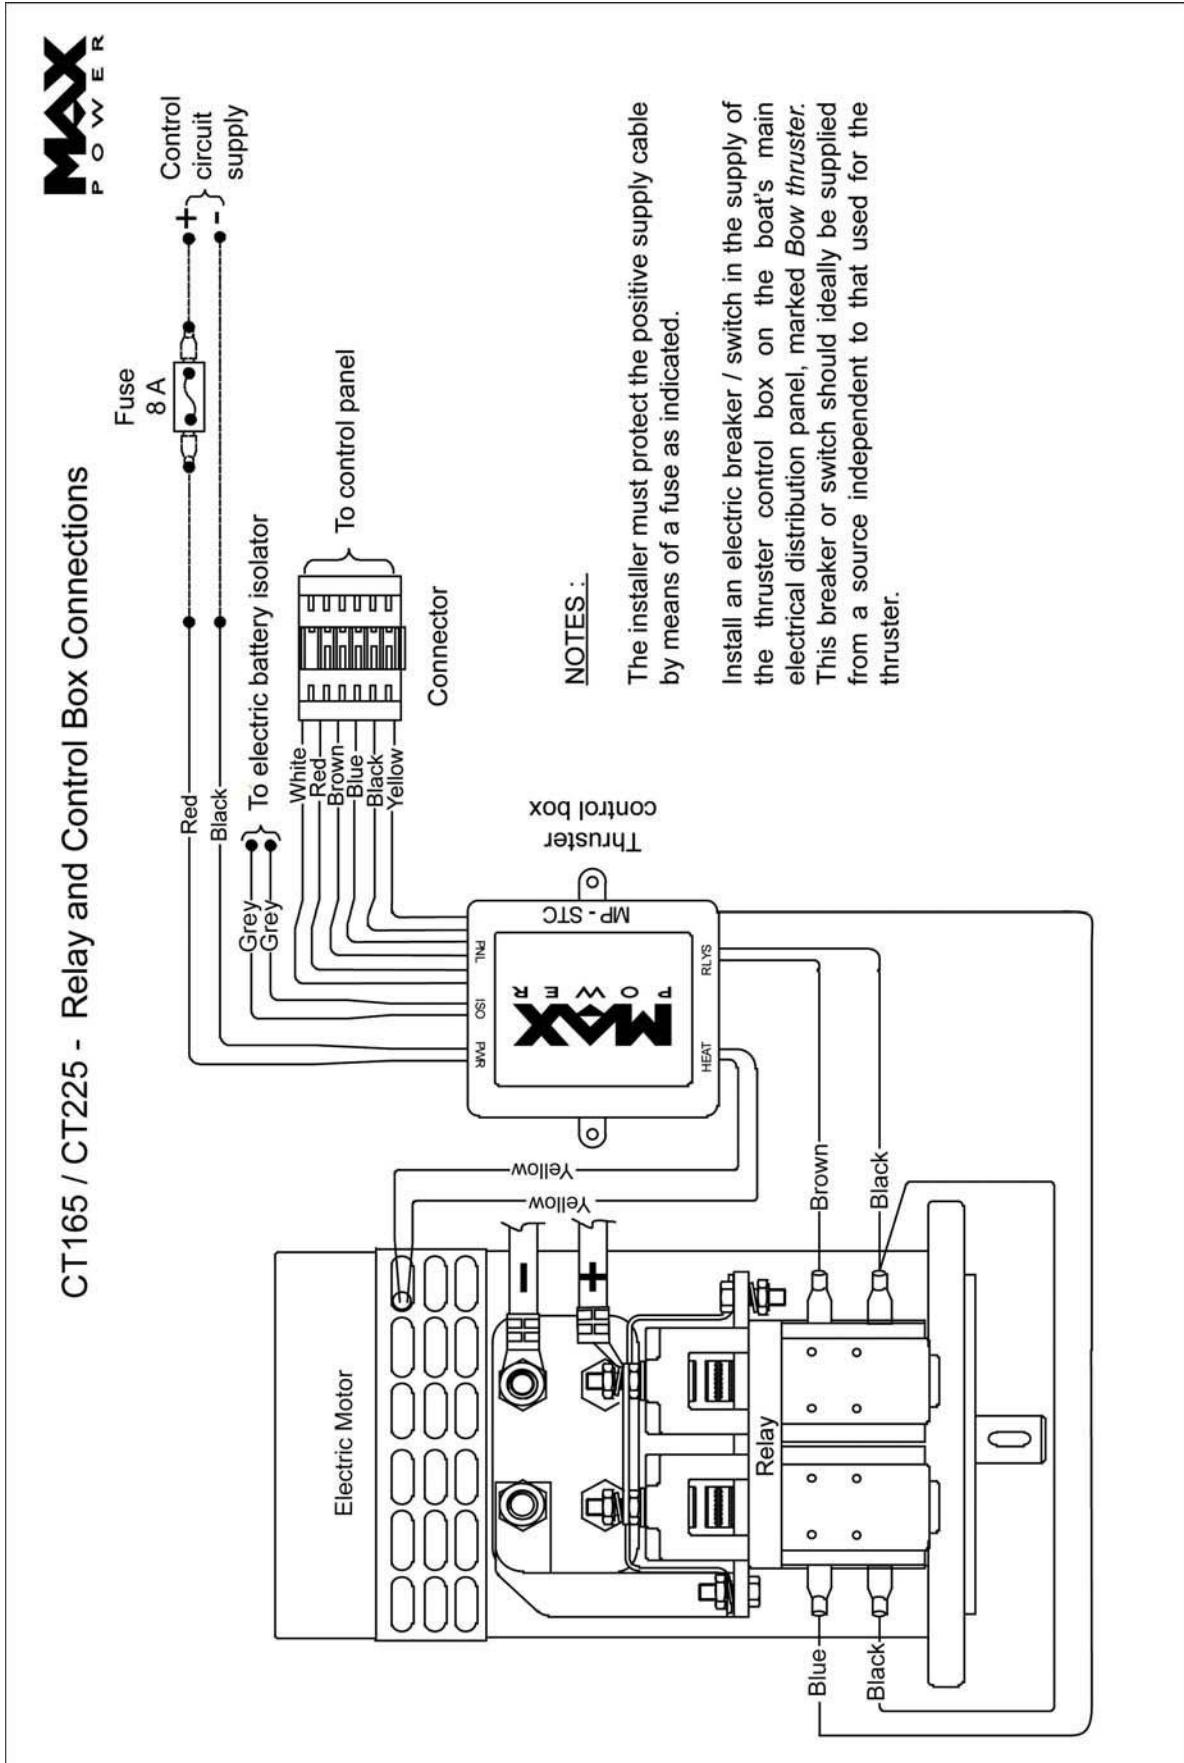 CT165 / CT225 - Relay and Control Box Connections
MAX
POWER
Fuse
8 A
+
-
Control
circuit
supply
Red
Black
Grey
Grey
To electric battery isolator
White
Red
Brown
Blue
Black
Yellow
To control panel
Connector
PWR
ISO
PNL
MAX
POWER
MP - STC
HEAT
RLYS
Thruster
control box
Electric Motor
Yellow
Yellow
-
+
Relay
Brown
Black
Blue
Black
NOTES :
The installer must protect the positive supply cable
by means of a fuse as indicated.
Install an electric breaker / switch in the supply of
the thruster control box on the boat's main
electrical distribution panel, marked Bow thruster.
This breaker or switch should ideally be supplied
from a source independent to that used for the
thruster.